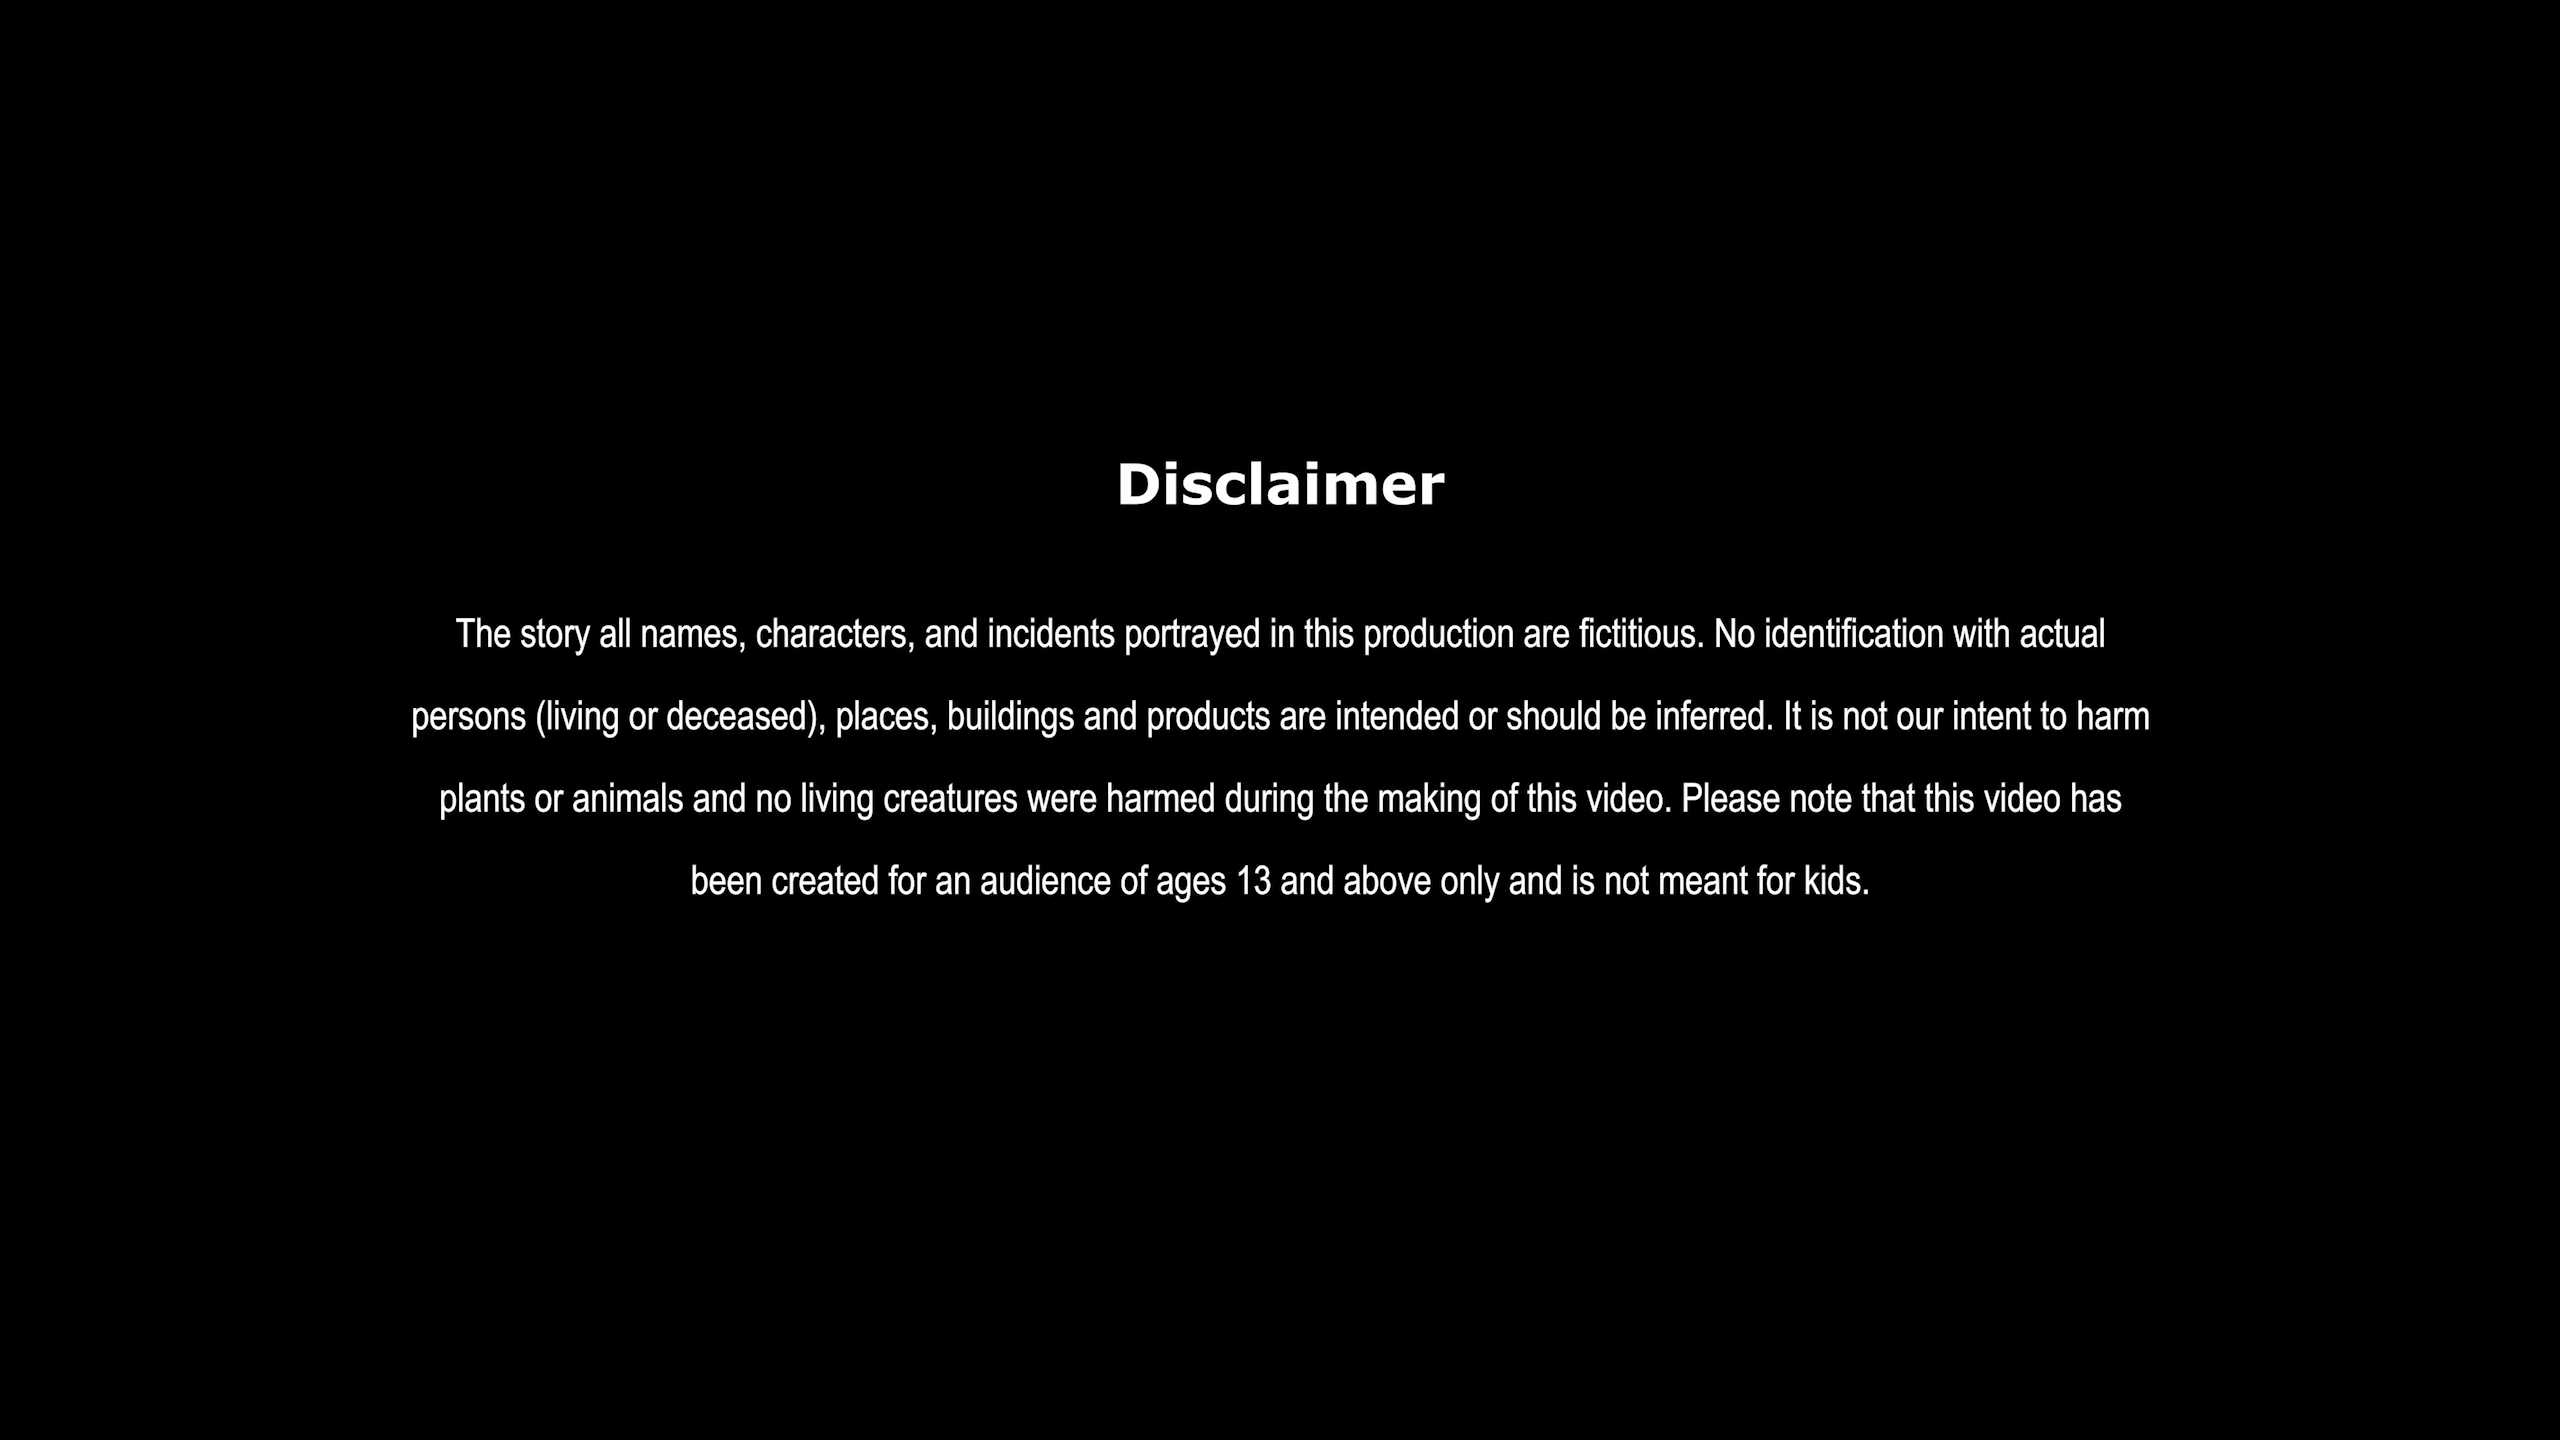 Disclaimer
The story all names, characters, and incidents portrayed in this production are fictitious. No identification with actual
persons (living or deceased), places, buildings and products are intended or should be inferred. It is not our intent to harm
plants or animals and no living creatures were harmed during the making of this video. Please note that this video has
been created for an audience of ages 13 and above only and is not meant for kids.